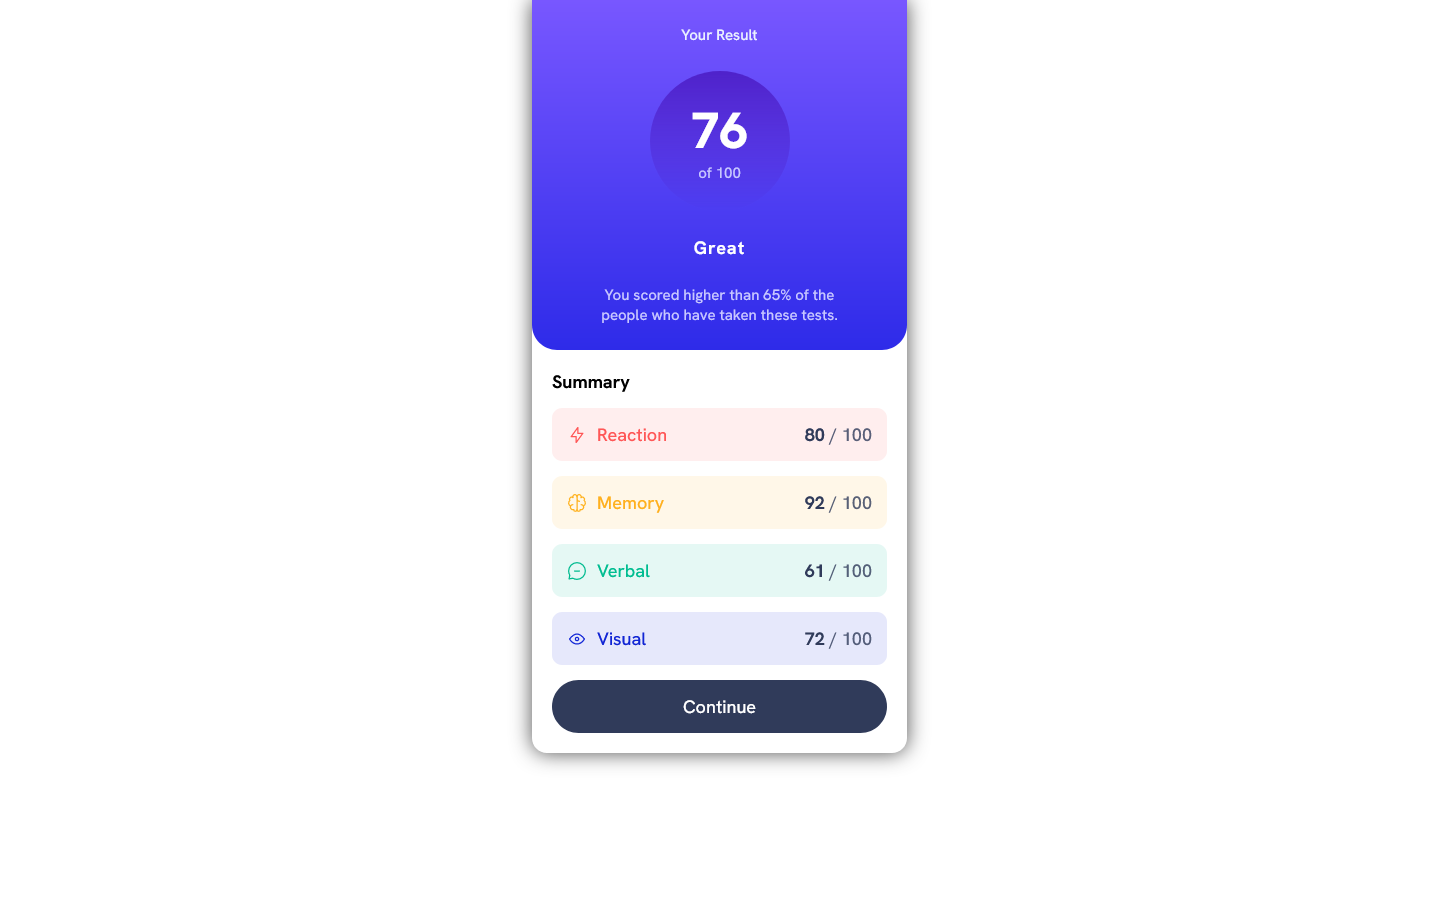 Your Result
76
of 100
Great
You scored higher than 65% of the
people who have taken these tests.
Summary
Reaction 80 / 100
Memory 92 / 100
Verbal 61 / 100
Visual 72 / 100
Continue